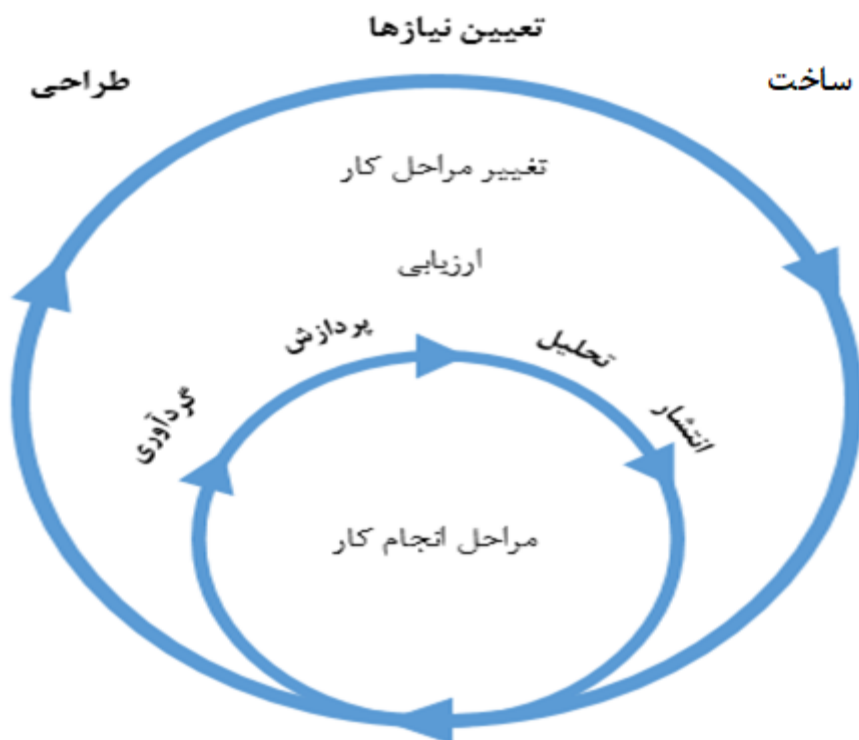 تعیین نیازها
ساخت
طراحی
تغییر مراحل کار
ارزیابی
پردازش
تحلیل
گردآوری
انتشار
مراحل انجام کار